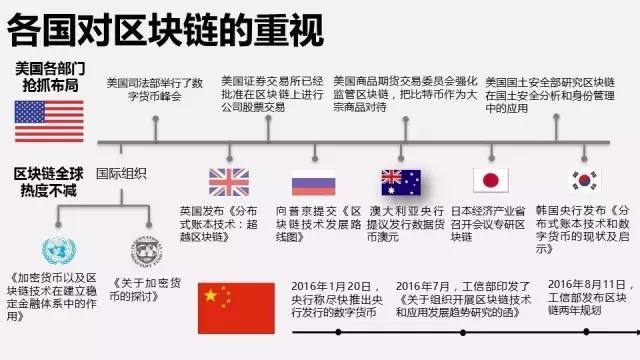 各国对区块链的重视
美国各部门
抢抓布局
美国司法部举行了数
字货币峰会
美国证券交易所已经
批准在区块链上进行
公司股票交易
美国商品期货交易委员会强化
监管区块链，把比特币作为大
宗商品对待
美国国土安全部研究区块链
在国土安全分析和身份管理
中的应用
区块链全球
热度不减
国际组织
英国发布《分布
式账本技术：超
越区块链》
向普京提交《区
块链技术发展路
线图》
澳大利亚央行
提议发行数据货
币澳元
日本经济产业省
召开会议专研区
块链
韩国央行发布《分
布式账本技术和
数字货币的现状及启
示》
《加密货币以及区
块链技术在建立稳
定金融体系中的作
用》
《关于加密货
币的探讨》
2016年1月20日，
央行称尽快推出央
行发行的数字货币
2016年7月，工信部印发了
《关于组织开展区块链技术
和应用发展趋势研究的函》
2016年8月11日，
工信部发布区块
链两年规划